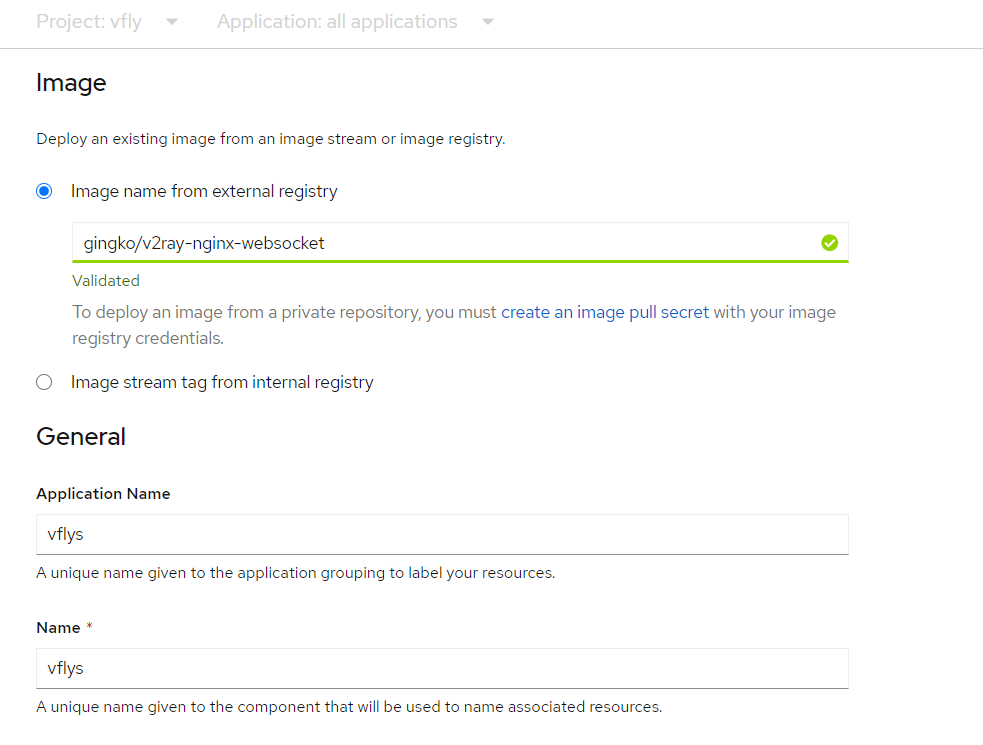 Project: vfly Application: all applications
Image
Deploy an existing image from an image stream or image registry.
Image name from external registry
gingko/v2ray-nginx-websocket
Validated
To deploy an image from a private repository, you must create an image pull secret with your image
registry credentials.
Image stream tag from internal registry
General
Application Name
vflys
A unique name given to the application grouping to label your resources.
Name *
vflys
A unique name given to the component that will be used to name associated resources.